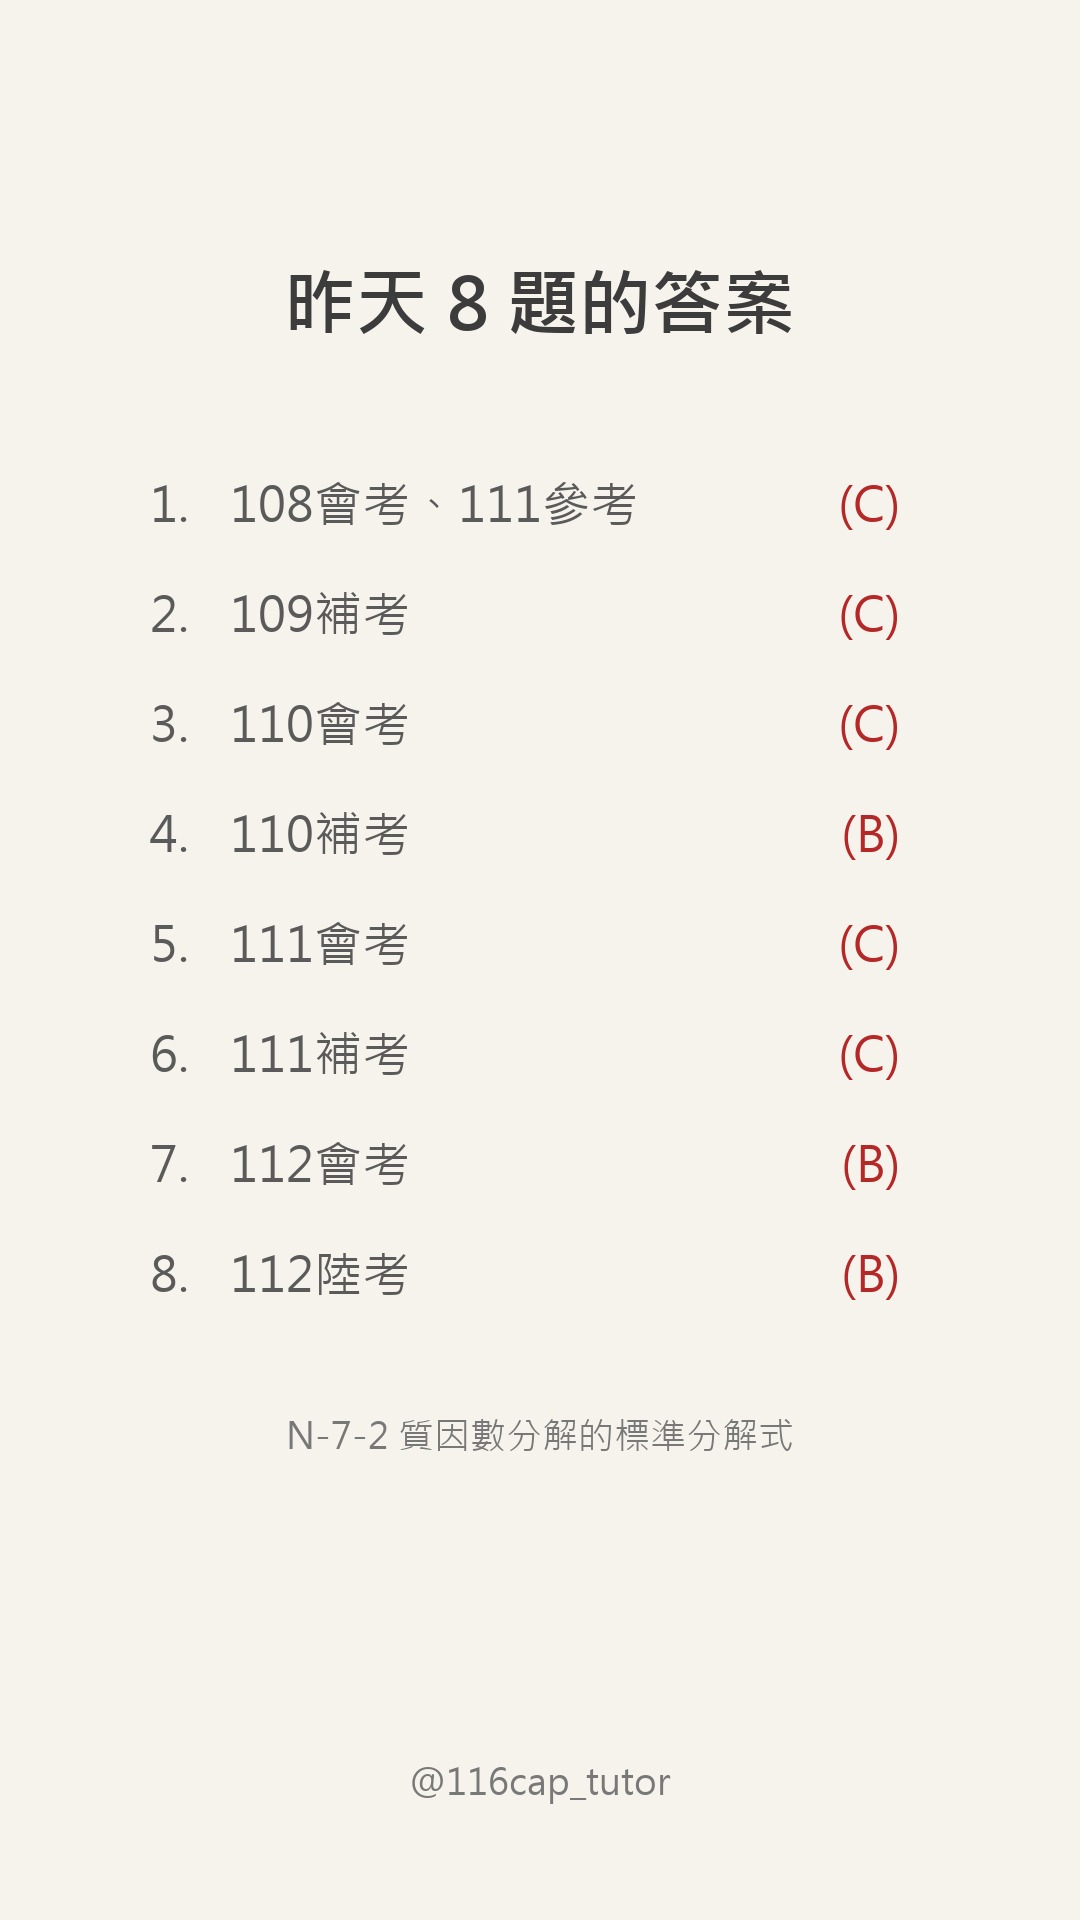 昨天 8 題的答案
1. 108會考、111參考 (C)
2. 109補考 (C)
3. 110會考 (C)
4. 110補考 (B)
5. 111會考 (C)
6. 111補考 (C)
7. 112會考 (B)
8. 112陸考 (B)
N-7-2 質因數分解的標準分解式
@116cap_tutor